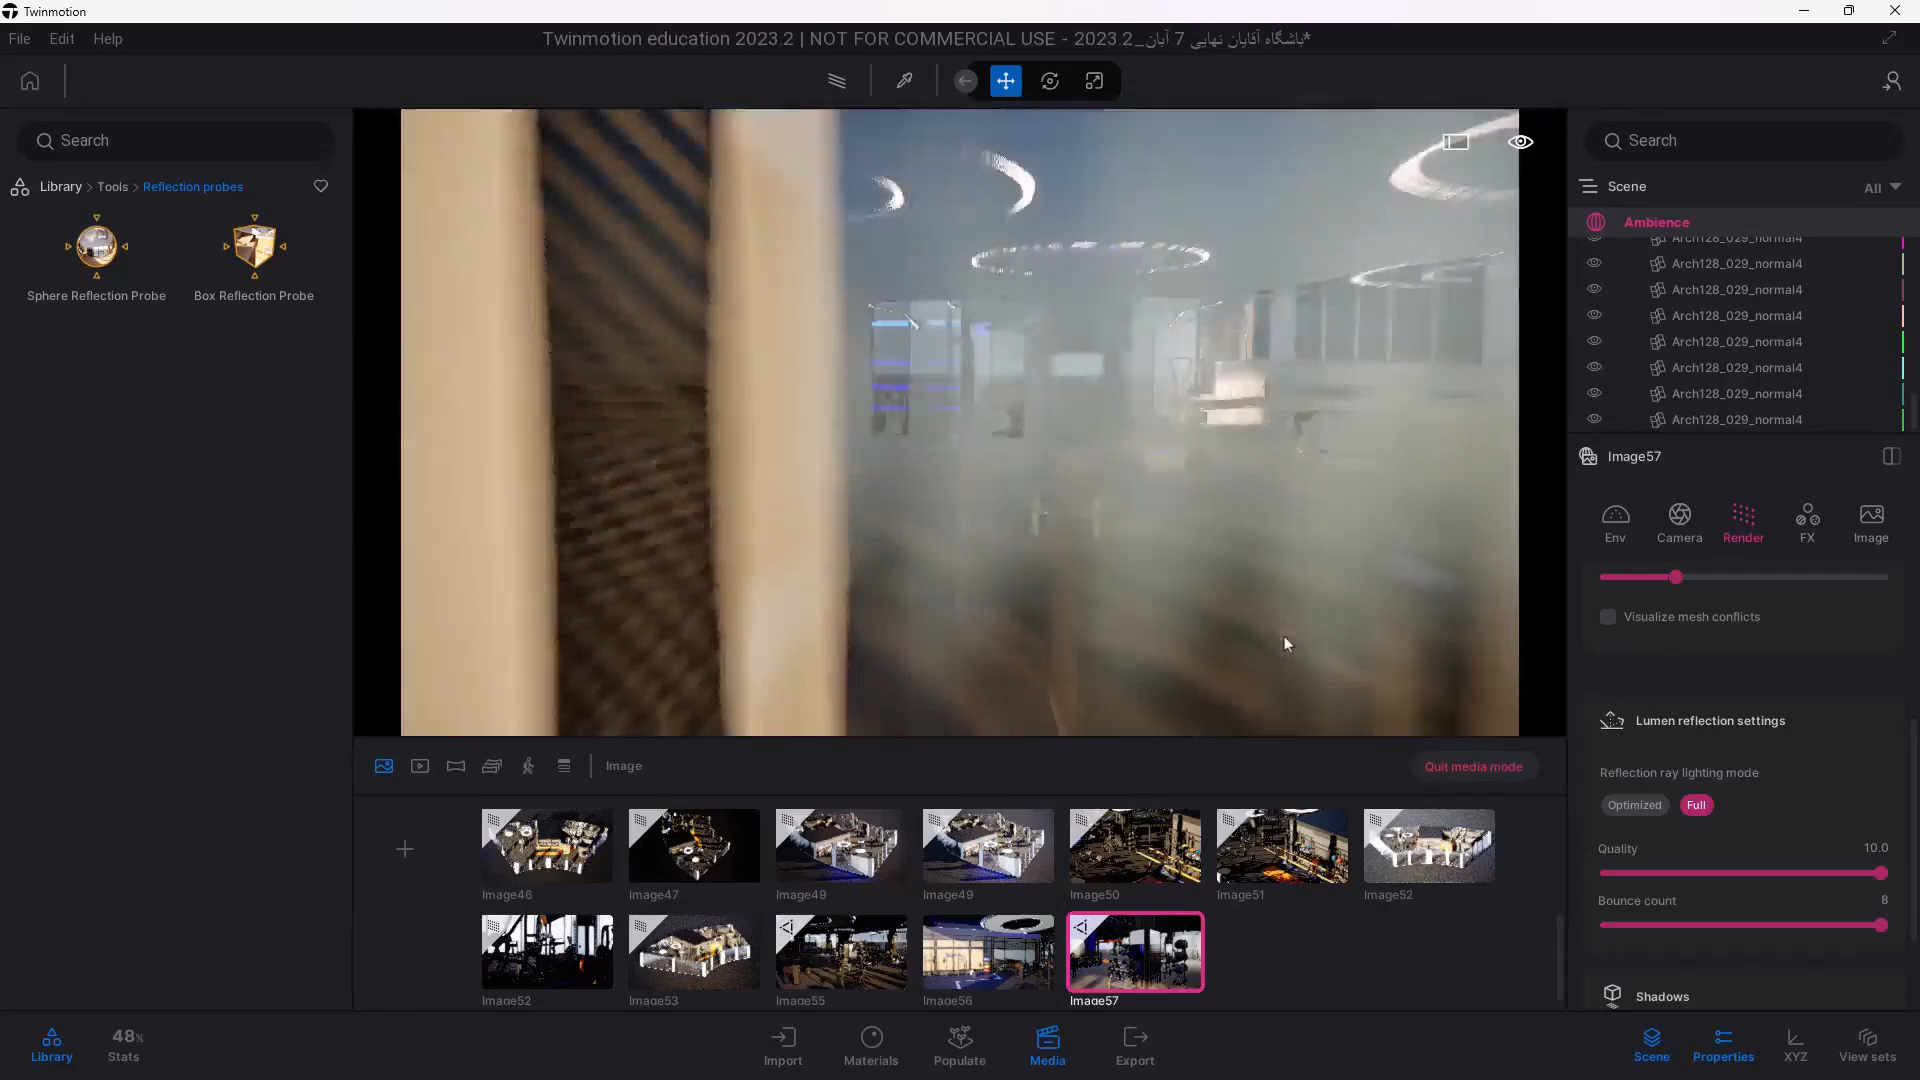 Twinmotion
File Edit Help
Twinmotion education 2023.2 | NOT FOR COMMERCIAL USE - 2023.2_باشگاه آقایان نهایی 7 آبان*
Search
Library > Tools > Reflection probes
Sphere Reflection Probe
Box Reflection Probe
Search
Scene
All
Ambience
Arch128_029_normal4
Arch128_029_normal4
Arch128_029_normal4
Arch128_029_normal4
Arch128_029_normal4
Arch128_029_normal4
Arch128_029_normal4
Arch128_029_normal4
Image57
Env Camera Render FX Image
Visualize mesh conflicts
Lumen reflection settings
Reflection ray lighting mode
Optimized Full
Quality 10.0
Bounce count 8
Shadows
Image
Quit media mode
Image46 Image47 Image49 Image49 Image50 Image51 Image52
Image52 Image53 Image55 Image56 Image57
Library
48%
Stats
Import Materials Populate Media Export
Scene Properties XYZ View sets